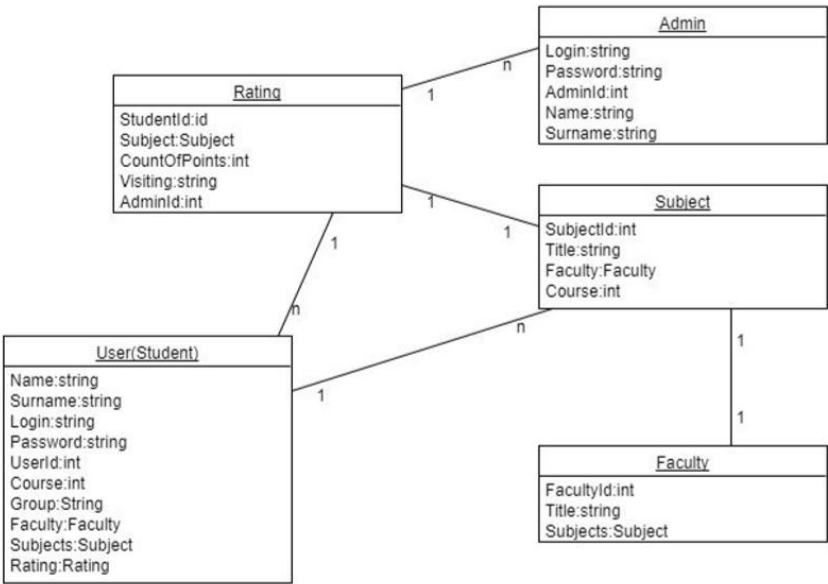 Admin
Login:string
Password:string
AdminId:int
Name:string
Surname:string
n
1
Rating
StudentId:id
Subject:Subject
CountOfPoints:int
Visiting:string
AdminId:int
1
1
Subject
SubjectId:int
Title:string
Faculty:Faculty
Course:int
1
n
n
1
User(Student)
Name:string
Surname:string
Login:string
Password:string
UserId:int
Course:int
Group:String
Faculty:Faculty
Subjects:Subject
Rating:Rating
1
1
Faculty
FacultyId:int
Title:string
Subjects:Subject